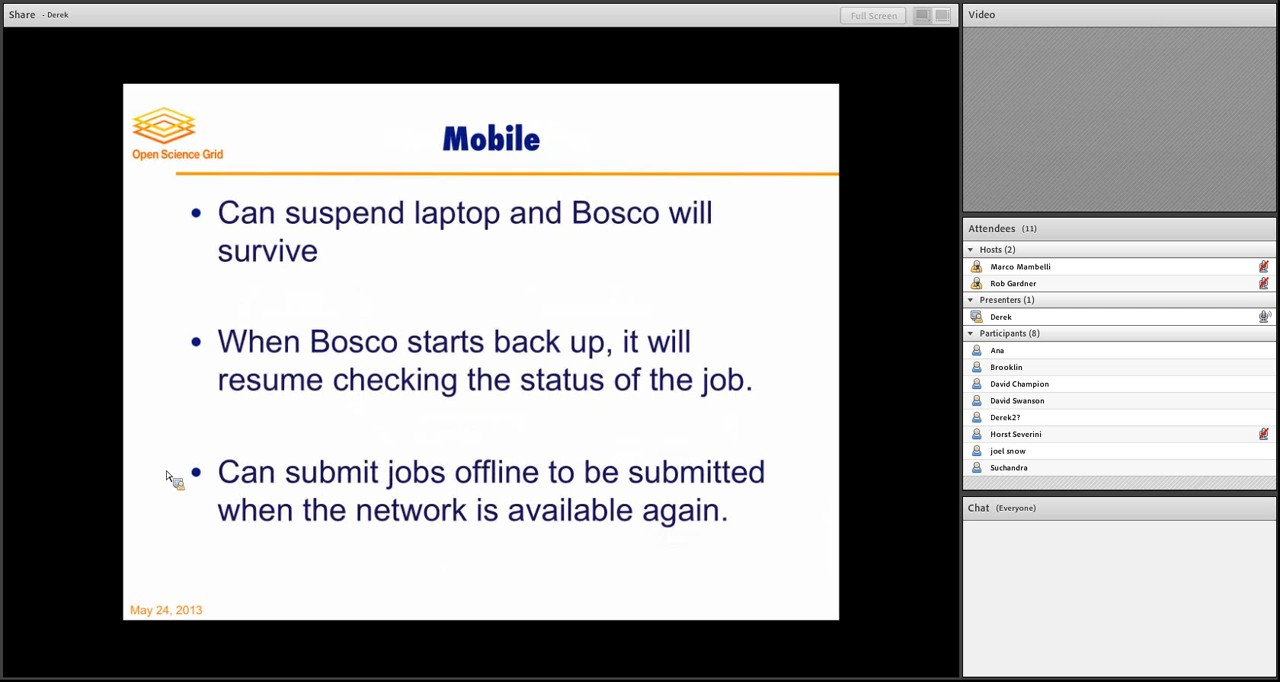 Share - Derek
Full Screen
Open Science Grid
Mobile
• Can suspend laptop and Bosco will
survive
• When Bosco starts back up, it will
resume checking the status of the job.
• Can submit jobs offline to be submitted
when the network is available again.
May 24, 2013
Video
Attendees (11)
Hosts (2)
Marco Mambelli
Rob Gardner
Presenters (1)
Derek
Participants (8)
Ana
Brooklin
David Champion
David Swanson
Derek2?
Horst Severini
joel snow
Suchandra
Chat (Everyone)